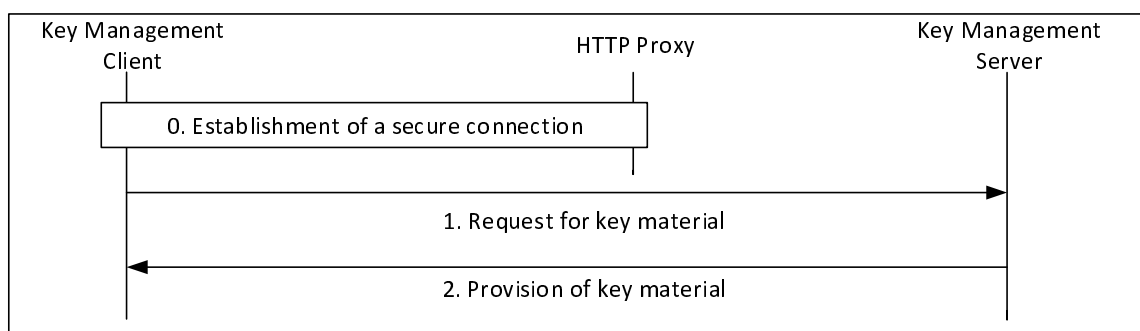 Key Management
Client
HTTP Proxy
Key Management
Server
0. Establishment of a secure connection
1. Request for key material
2. Provision of key material